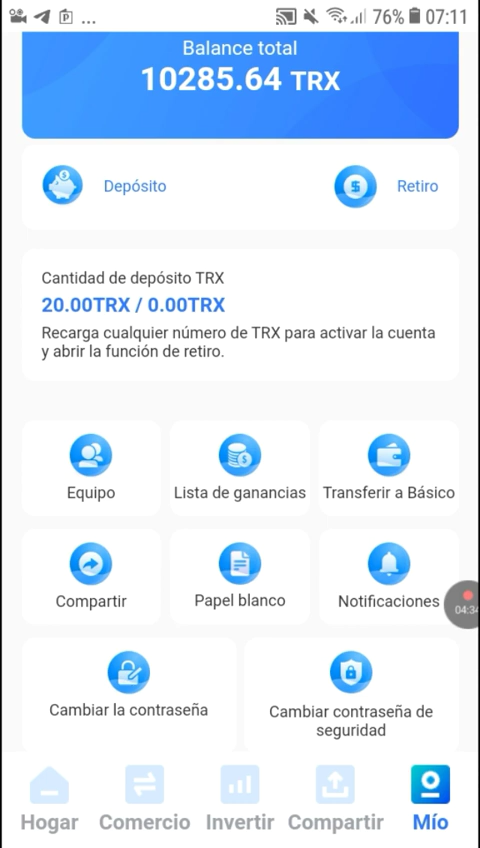 ... 76% 07:11
Balance total
10285.64 TRX
Depósito
Retiro
Cantidad de depósito TRX
20.00TRX / 0.00TRX
Recarga cualquier número de TRX para activar la cuenta
y abrir la función de retiro.
Equipo
Lista de ganancias
Transferir a Básico
Compartir
Papel blanco
Notificaciones
04:34
Cambiar la contraseña
Cambiar contraseña de
seguridad
Hogar
Comercio
Invertir
Compartir
Mío